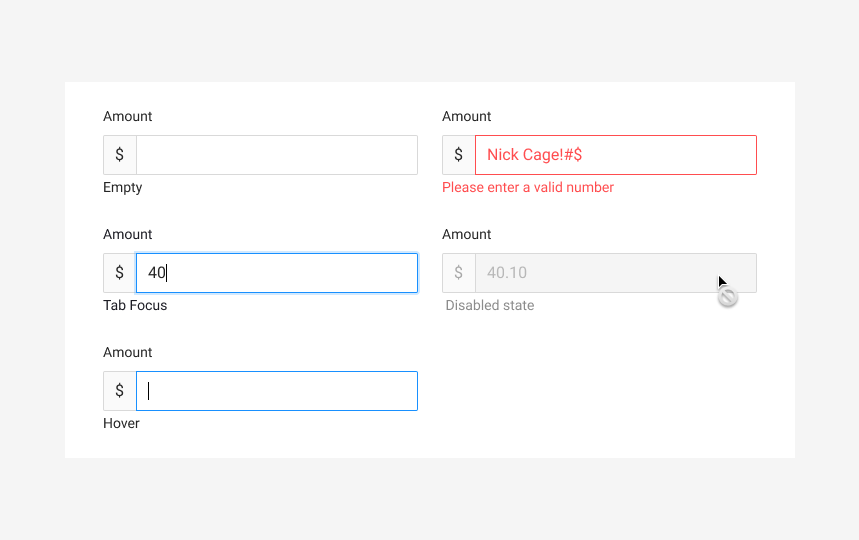 Amount
$
Empty
Amount
$ Nick Cage!#$
Please enter a valid number
Amount
$ 40
Tab Focus
Amount
$ 40.10
Disabled state
Amount
$
Hover